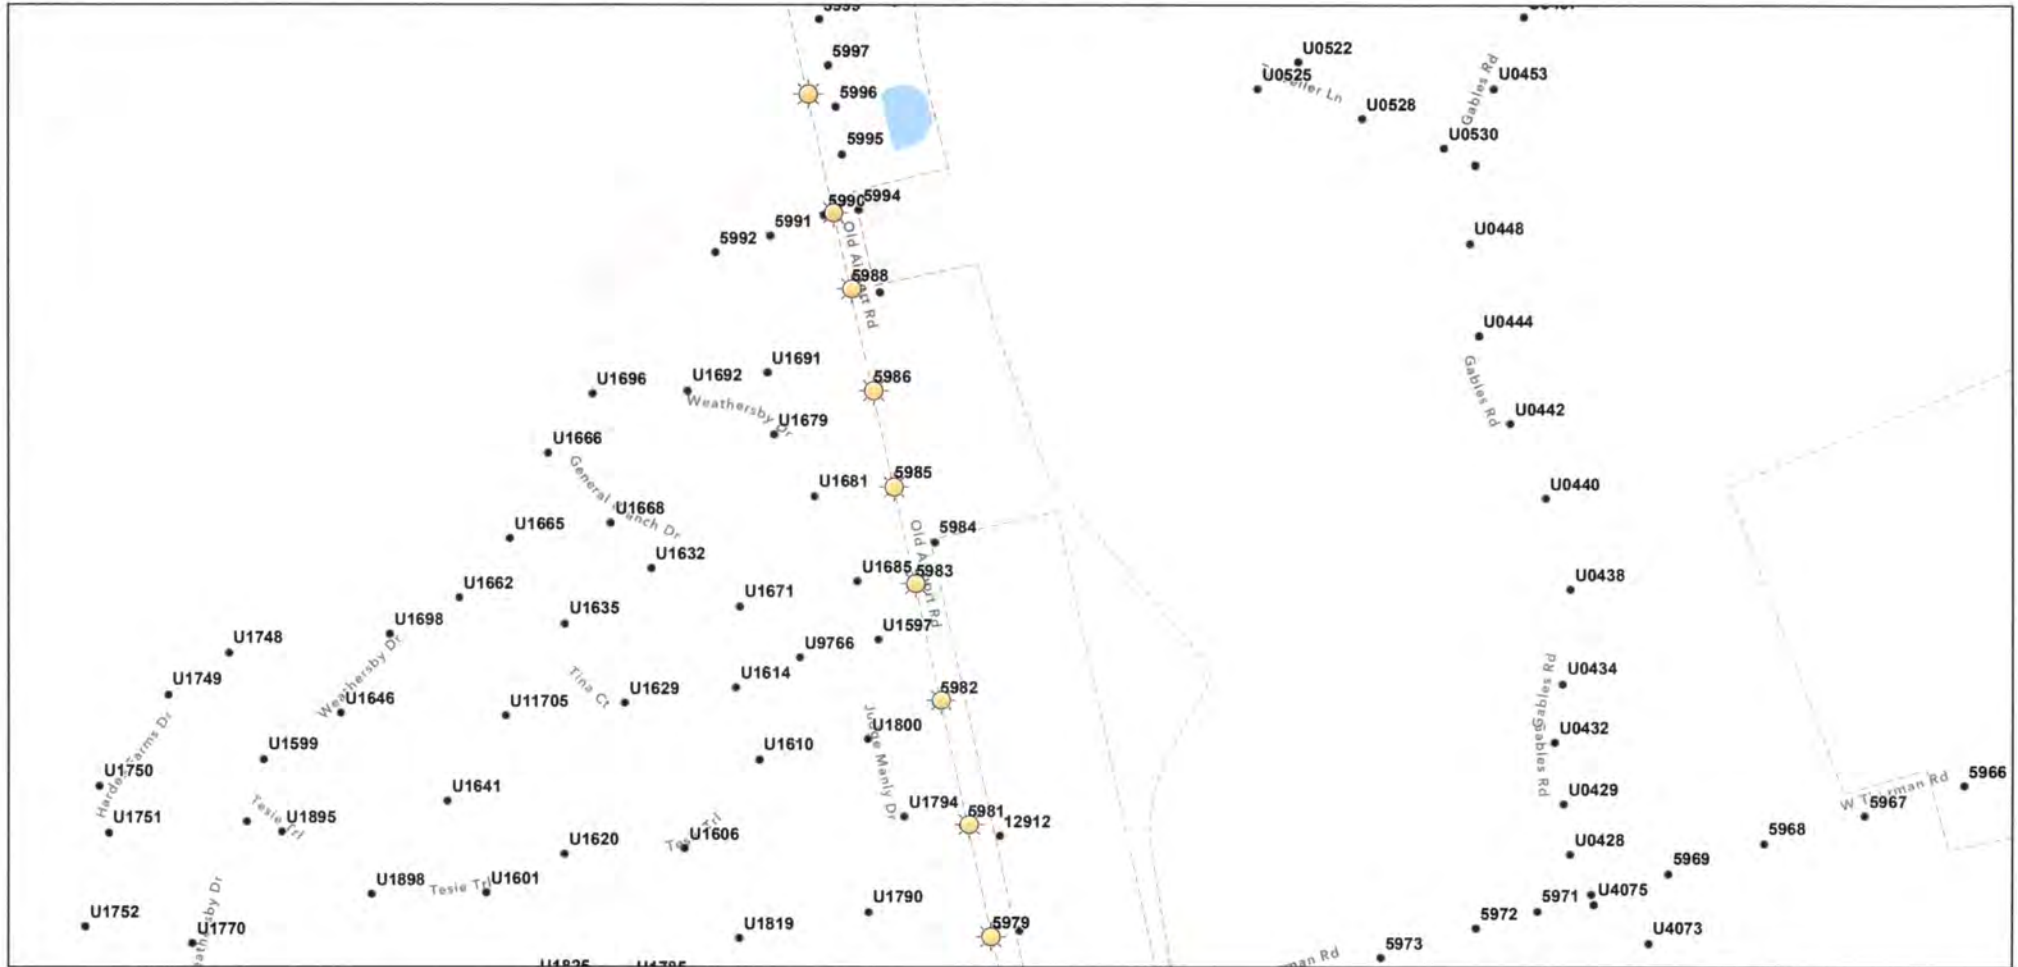 5997
U0522
U0525
U0453
Gables Rd
5996
U0528
U0530
5995
5990
5994
5991
5992
U0448
Old Airport Rd
5988
U0444
U1691
Gables Rd
U1696
U1692
5986
Weathersby Dr
U0442
U1679
U1666
General Branch Dr
5985
U1681
U0440
U1668
U1665
Old Airport Rd
5984
U1632
U1685
5983
U0438
U1662
U1671
U1635
U1698
U1597
U1748
Weathersby Dr
U9766
U0434
Gables Rd
U1749
Tina Ct
U1614
U1629
5982
U1646
U11705
Judge Manly Dr
U1800
U0432
Gables Rd
U1599
U1610
U1750
5966
W Thurman Rd
U1641
U0429
5967
U1794
5981
12912
Tesie Trl
U1751
U1895
Tesie Trl
U1606
5968
U1620
U0428
5969
U1898
Tesie Trl
U1601
U4075
5971
U1790
U1752
5972
5979
U1819
U1770
U4073
5973